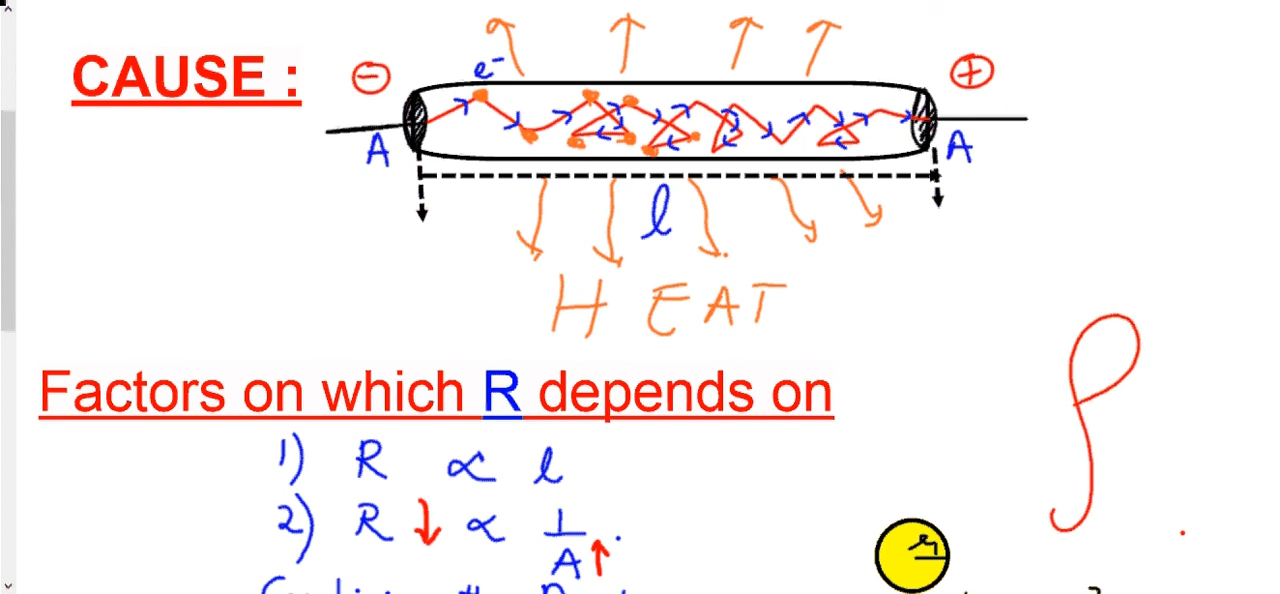 CAUSE :
⊖ e⁻ ⊕
A A
l
HEAT
Factors on which R depends on
ρ
1) R ∝ l
2) R ↓ ∝ 1/A ↑ .
r